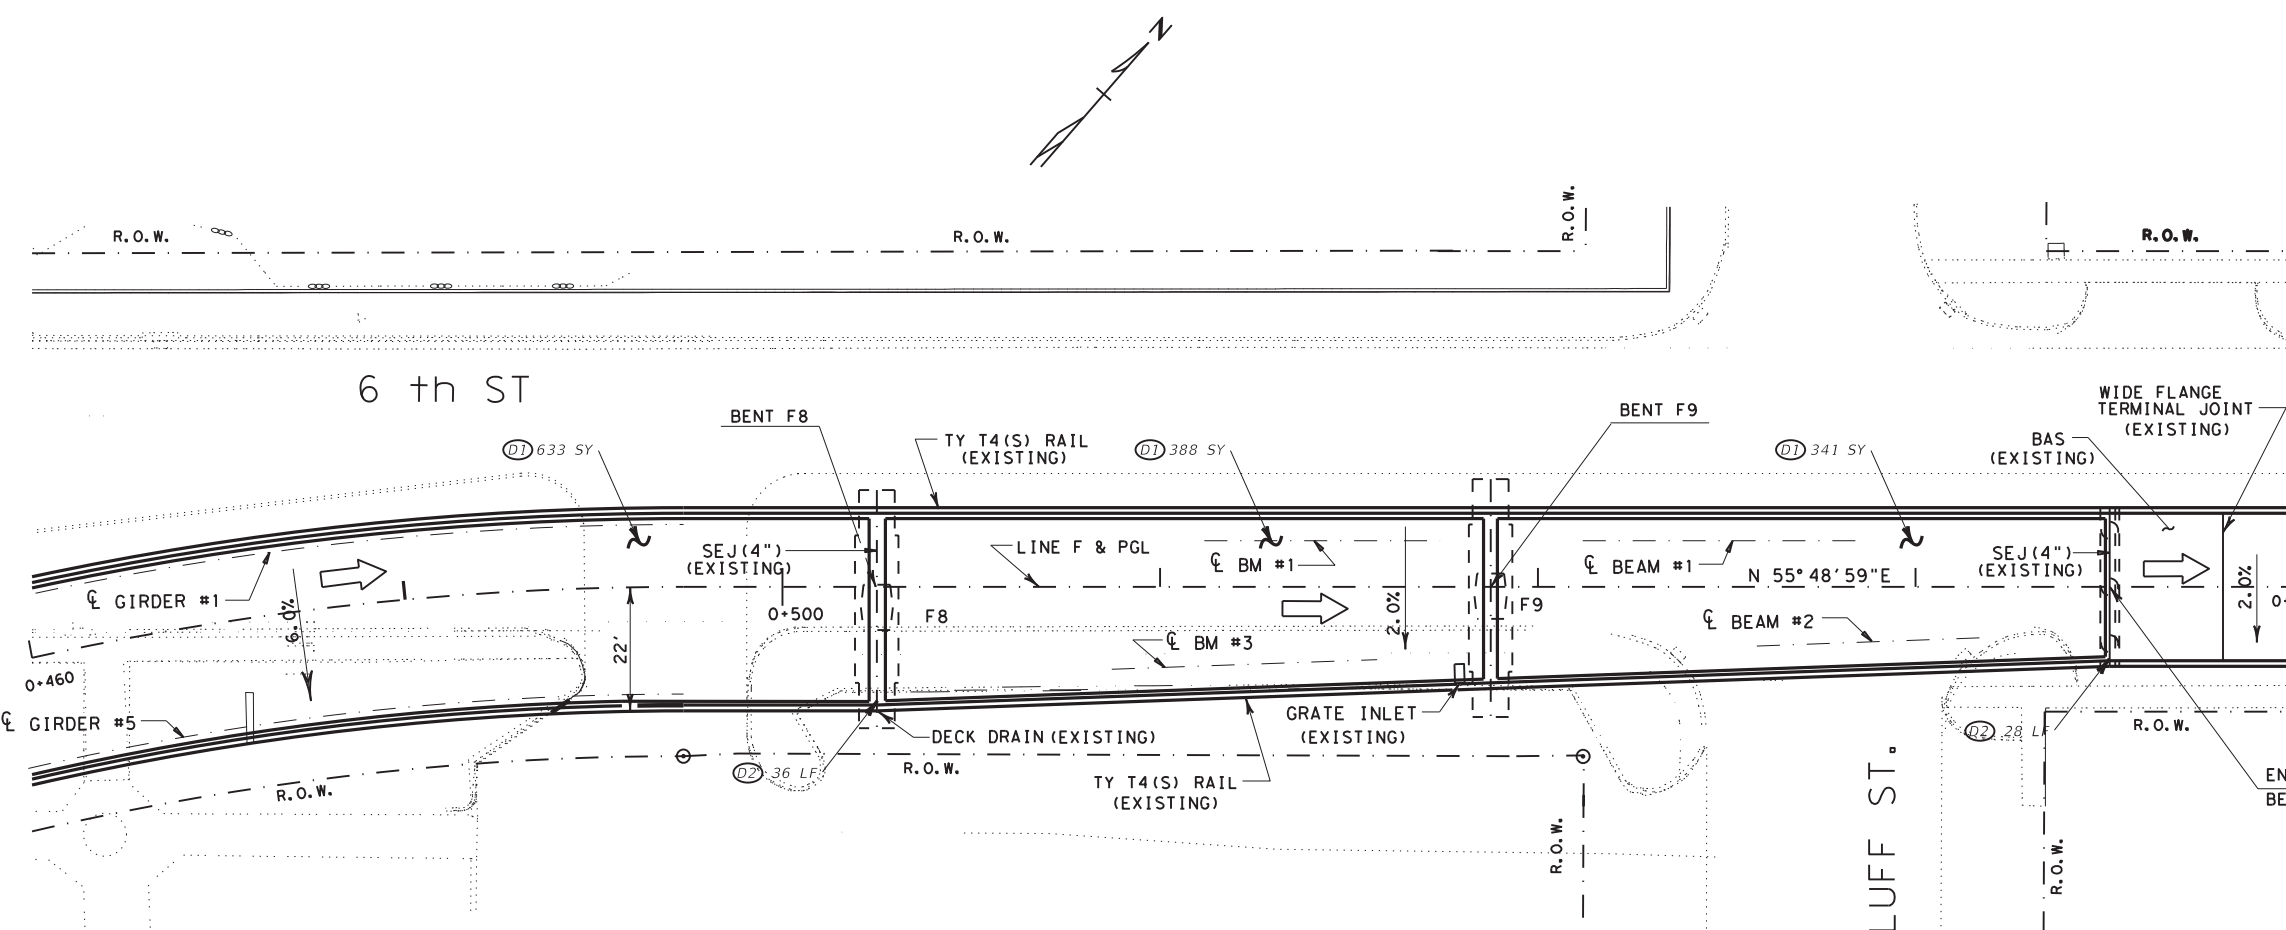 N
R.O.W.
R.O.W.
R.O.W.
R.O.W.
6 th ST
BENT F8
BENT F9
WIDE FLANGE
TERMINAL JOINT
(EXISTING)
D1 633 SY
TY T4(S) RAIL
(EXISTING)
D1 388 SY
D1 341 SY
BAS
(EXISTING)
SEJ(4")
(EXISTING)
LINE F & PGL
℄ BM #1
℄ BEAM #1
N 55°48'59"E
SEJ(4")
(EXISTING)
℄ GIRDER #1
6.0%
22'
0+500
F8
2.0%
F9
℄ BEAM #2
2.0%
0+
℄ BM #3
0+460
℄ GIRDER #5
DECK DRAIN (EXISTING)
GRATE INLET
(EXISTING)
D2 28 LF
R.O.W.
D2 36 LF
R.O.W.
TY T4(S) RAIL
(EXISTING)
R.O.W.
EN
BE
R.O.W.
LUFF ST.
R.O.W.